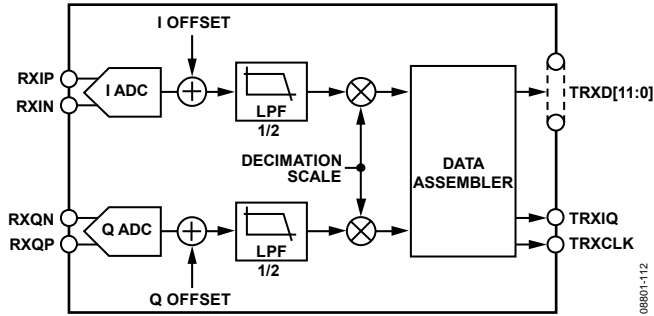 I OFFSET
RXIP
RXIN
I ADC
LPF
1/2
TRXD[11:0]
DECIMATION
SCALE
DATA
ASSEMBLER
RXQN
RXQP
Q ADC
LPF
1/2
TRXIQ
TRXCLK
Q OFFSET
08801-112